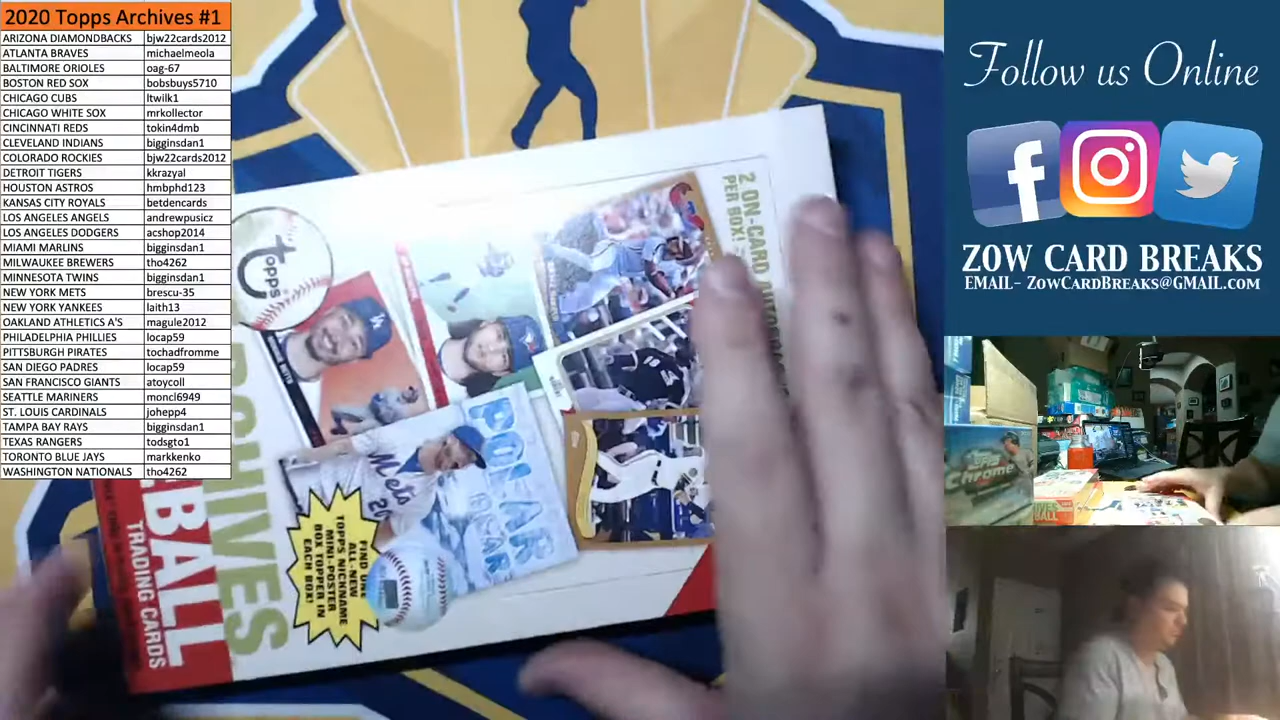 2020 Topps Archives #1
ARIZONA DIAMONDBACKS bjw22cards2012
ATLANTA BRAVES michaelmeola
BALTIMORE ORIOLES oag-67
BOSTON RED SOX bobsbuys5710
CHICAGO CUBS ltwilk1
CHICAGO WHITE SOX mrkollector
CINCINNATI REDS tokin4dmb
CLEVELAND INDIANS bigginsdan1
COLORADO ROCKIES bjw22cards2012
DETROIT TIGERS kkrazyal
HOUSTON ASTROS hmbphd123
KANSAS CITY ROYALS betdencards
LOS ANGELES ANGELS andrewpusicz
LOS ANGELES DODGERS acshop2014
MIAMI MARLINS bigginsdan1
MILWAUKEE BREWERS tho4262
MINNESOTA TWINS bigginsdan1
NEW YORK METS brescu-35
NEW YORK YANKEES laith13
OAKLAND ATHLETICS A'S magule2012
PHILADELPHIA PHILLIES locap59
PITTSBURGH PIRATES tochadfromme
SAN DIEGO PADRES locap59
SAN FRANCISCO GIANTS atoycoll
SEATTLE MARINERS moncl6949
ST. LOUIS CARDINALS johepp4
TAMPA BAY RAYS bigginsdan1
TEXAS RANGERS todsgto1
TORONTO BLUE JAYS markkenko
WASHINGTON NATIONALS tho4262
Topps
2 ON-CARD
PER BOX!
Mets
POLAR
BEAR
FIND ONE
ALL-NEW
TOPPS NICKNAME
MINI-POSTER
BOX TOPPER IN
EACH BOX!
CHIVES
BALL
TRADING CARDS
Follow us Online
ZOW CARD BREAKS
EMAIL- ZOWCARDBREAKS@GMAIL.COM
Topps
Chrome